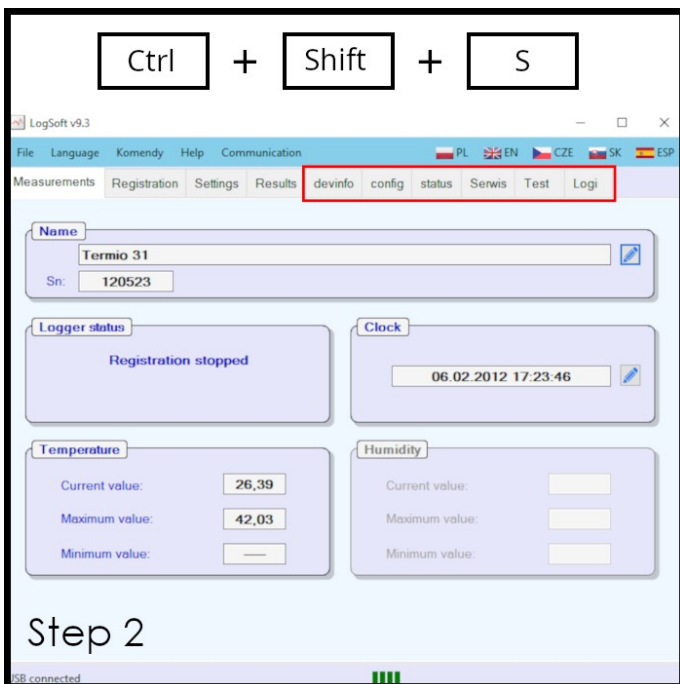 Ctrl + Shift + S
LogSoft v9.3
File Language Komendy Help Communication PL EN CZE SK ESP
Measurements Registration Settings Results devinfo config status Serwis Test Logi
Name
Termio 31
Sn: 120523
Logger status
Registration stopped
Clock
06.02.2012 17:23:46
Temperature
Current value: 26,39
Maximum value: 42,03
Minimum value: —
Humidity
Current value:
Maximum value:
Minimum value:
Step 2
USB connected